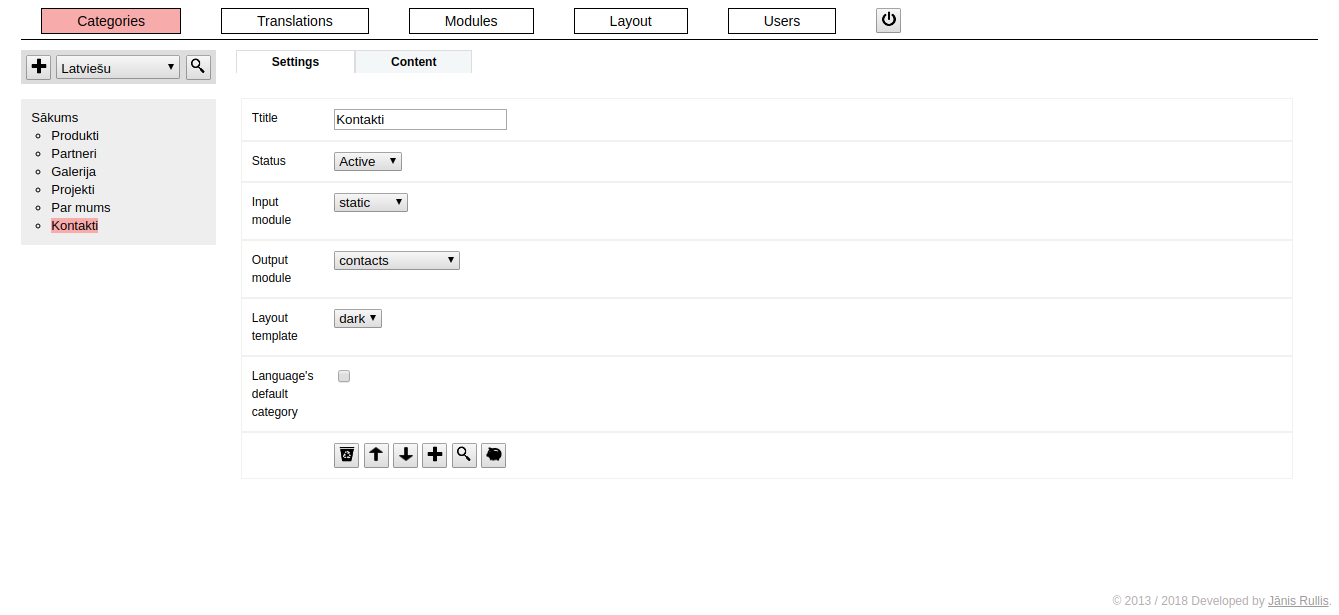 Categories Translations Modules Layout Users
Latviešu
Settings Content
Sākums
Produkti
Partneri
Galerija
Projekti
Par mums
Kontakti
Ttitle Kontakti
Status Active
Input static
module
Output contacts
module
Layout dark
template
Language's
default
category
© 2013 / 2018 Developed by Jānis Rullis.